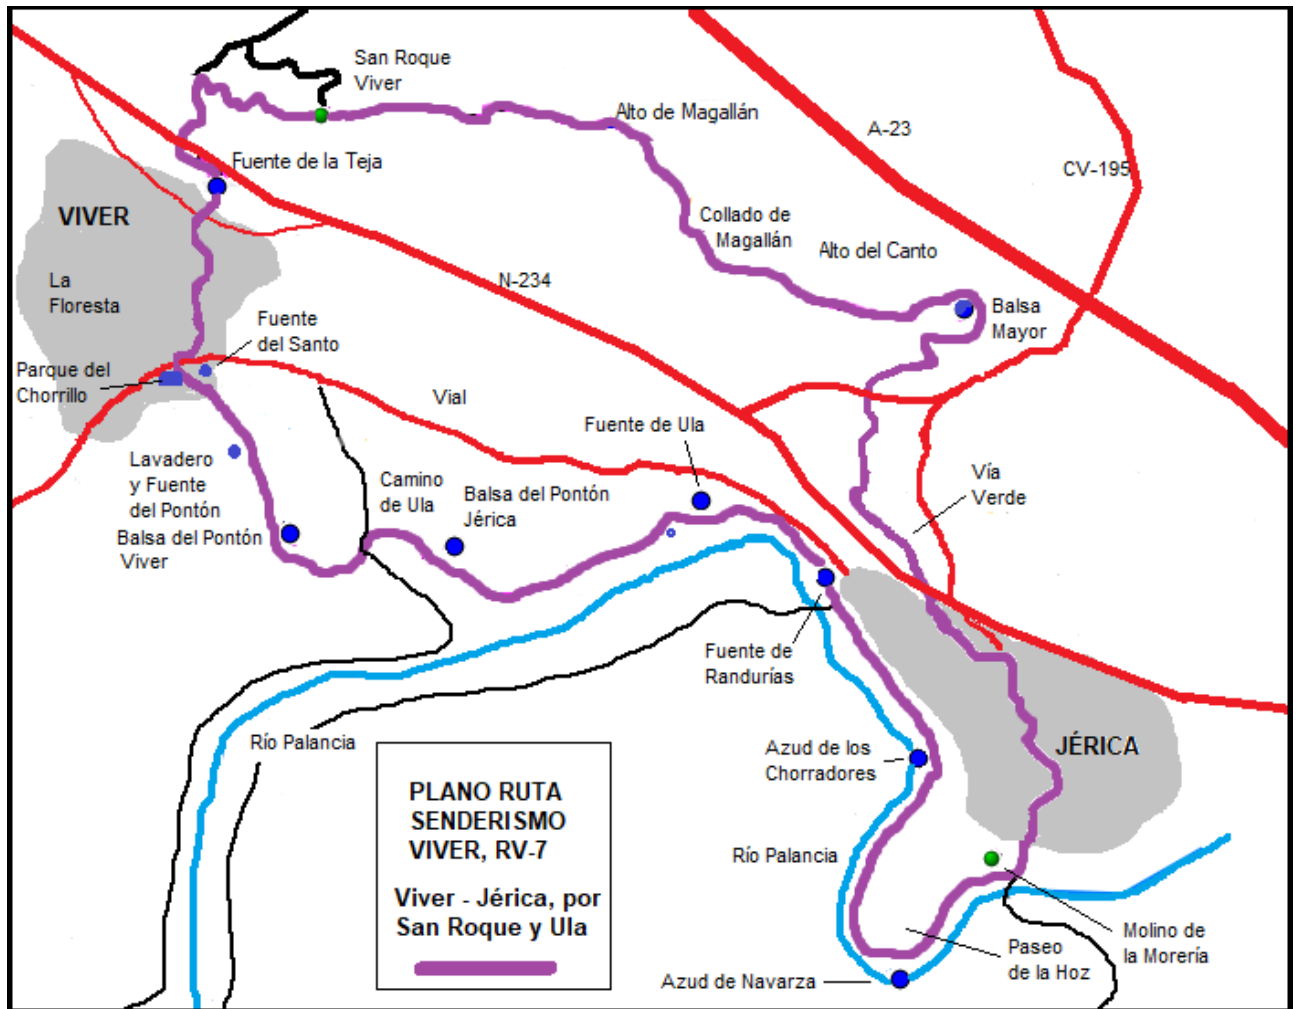 San Roque
Viver
Alto de Magallán
A-23
CV-195
Fuente de la Teja
VIVER
Collado de
Magallán
Alto del Canto
La
Floresta
N-234
Balsa
Mayor
Fuente
del Santo
Parque del
Chorrillo
Vial
Fuente de Ula
Lavadero
y Fuente
del Pontón
Camino
de Ula
Balsa del Pontón
Jérica
Vía
Verde
Balsa del Pontón
Viver
Fuente de
Randurías
Río Palancia
JÉRICA
Azud de los
Chorradores
PLANO RUTA
SENDERISMO
VIVER, RV-7
Viver - Jérica, por
San Roque y Ula
Río Palancia
Molino de
la Morería
Paseo
de la Hoz
Azud de Navarza